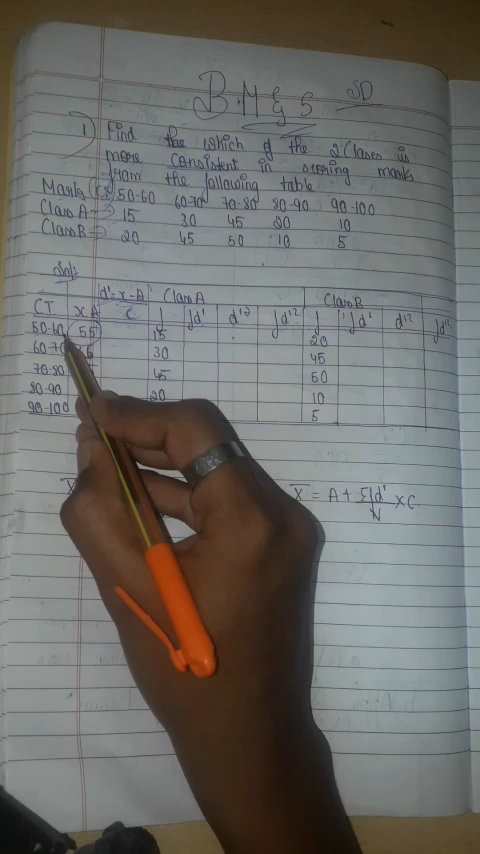 B.M & S SD
1) Find the which of the 2 Classes is
more consistent in scoring marks
from the following table
Marks 50-60 60-70 70-80 80-90 90-100
Class A 15 30 45 20 10
Class B 20 45 50 10 5
Sol:
d'=x-A Class A Class B
CI x A C f fd' d'² fd'² f fd' d'² fd'²
50-60 55 15 20
60-70 30 45
70-80 45 50
80-90 20 10
90-100 5
X X = A + Σfd' × C
N